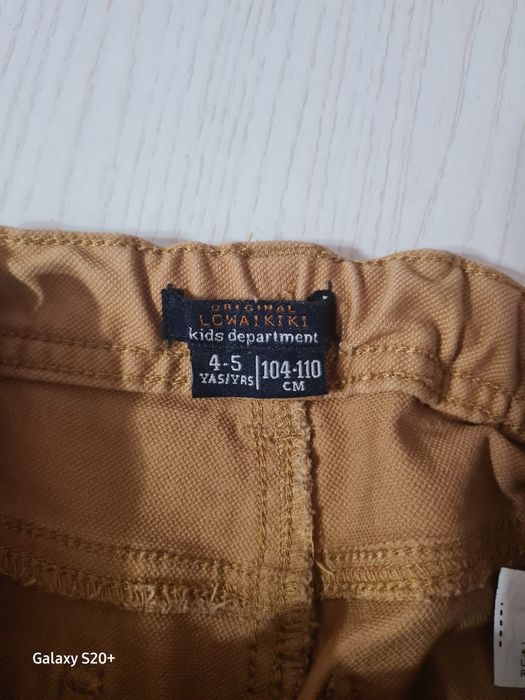 ORIGINAL
LCWAIKIKI
kids department
4-5
YAS/YRS
104-110
CM
Galaxy S20+